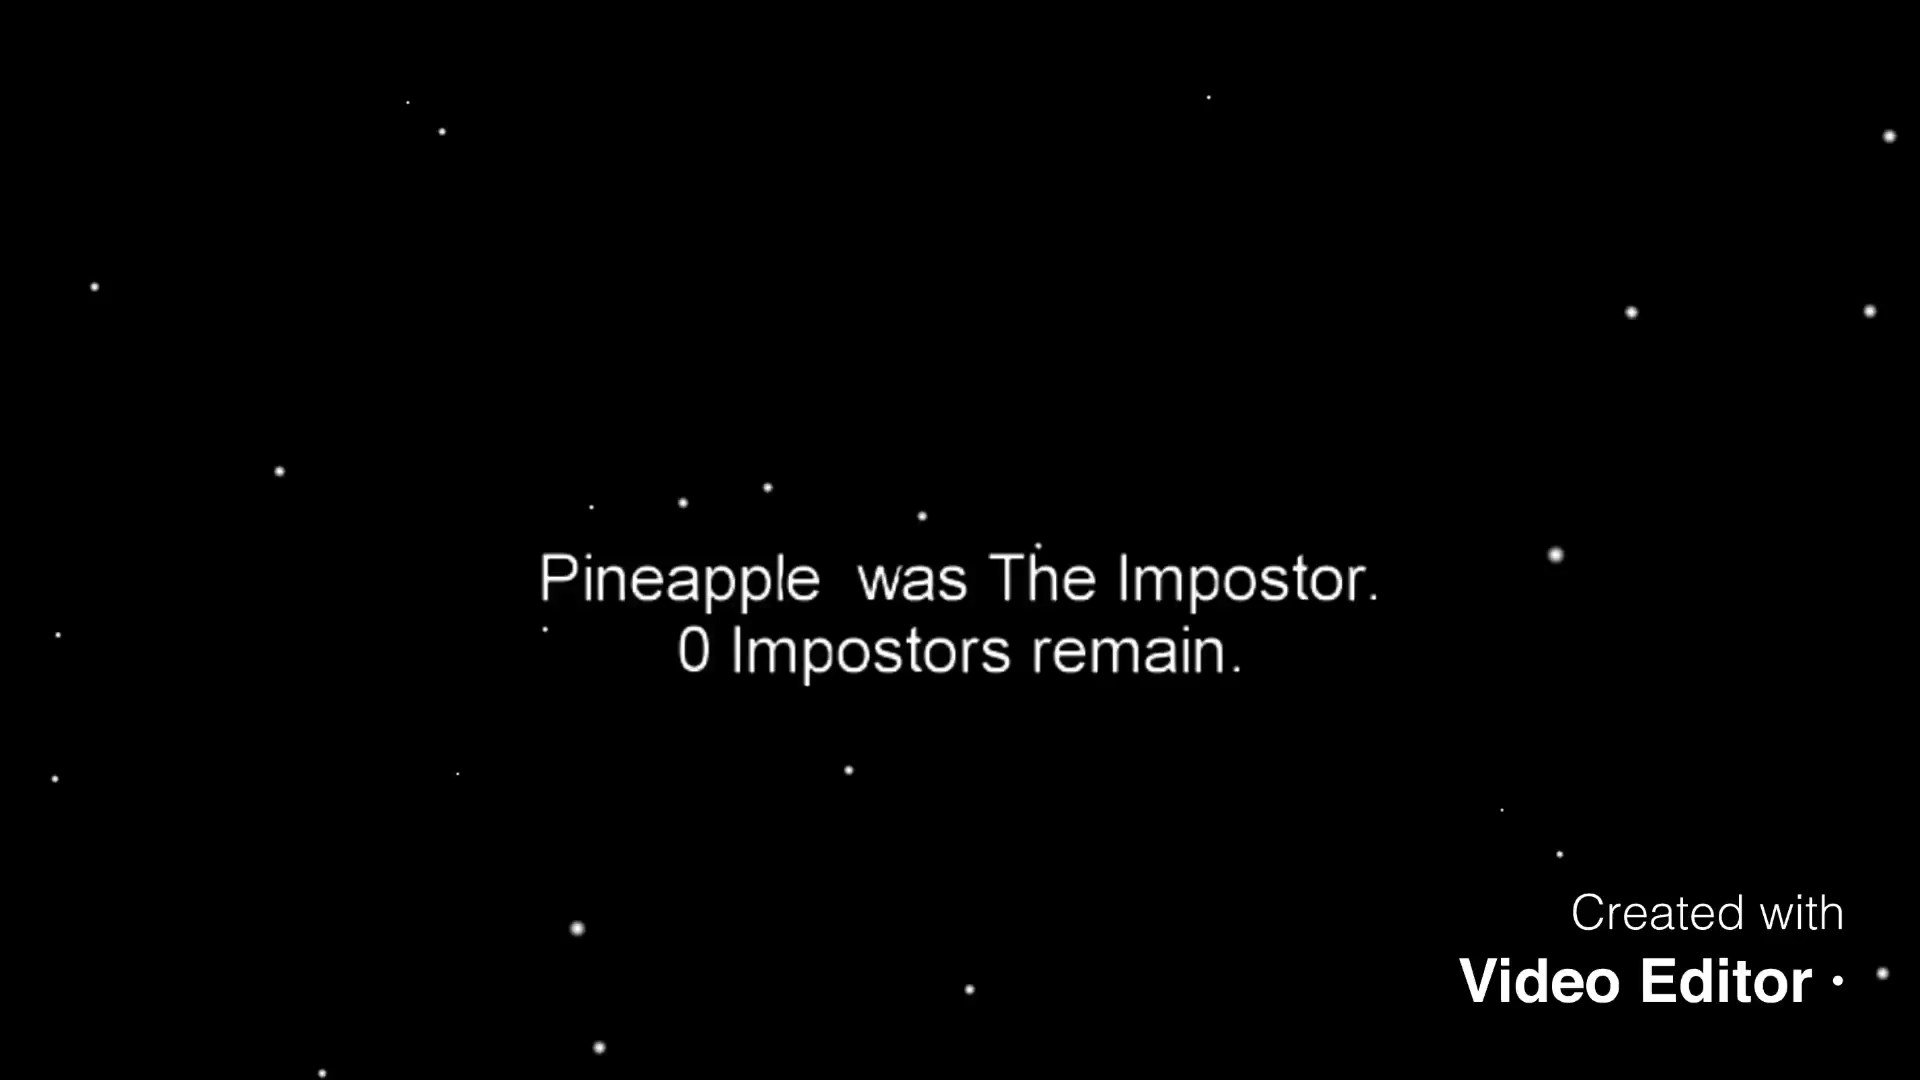 Pineapple  was The Impostor.
0 Impostors remain.
Created with
Video Editor •